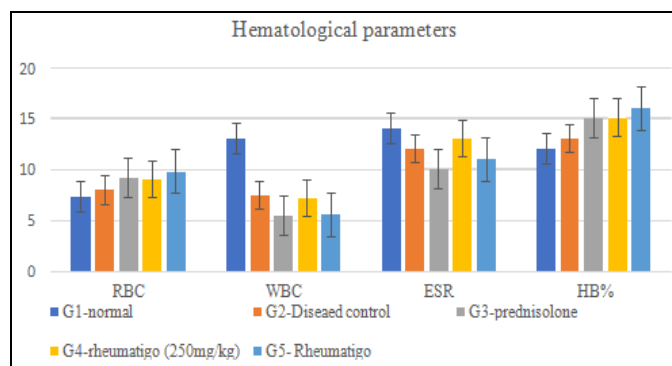 Hematological parameters
20
15
10
5
0
RBC WBC ESR HB%
G1-normal G2-Diseaed control G3-prednisolone
G4-rheumatigo (250mg/kg) G5- Rheumatigo